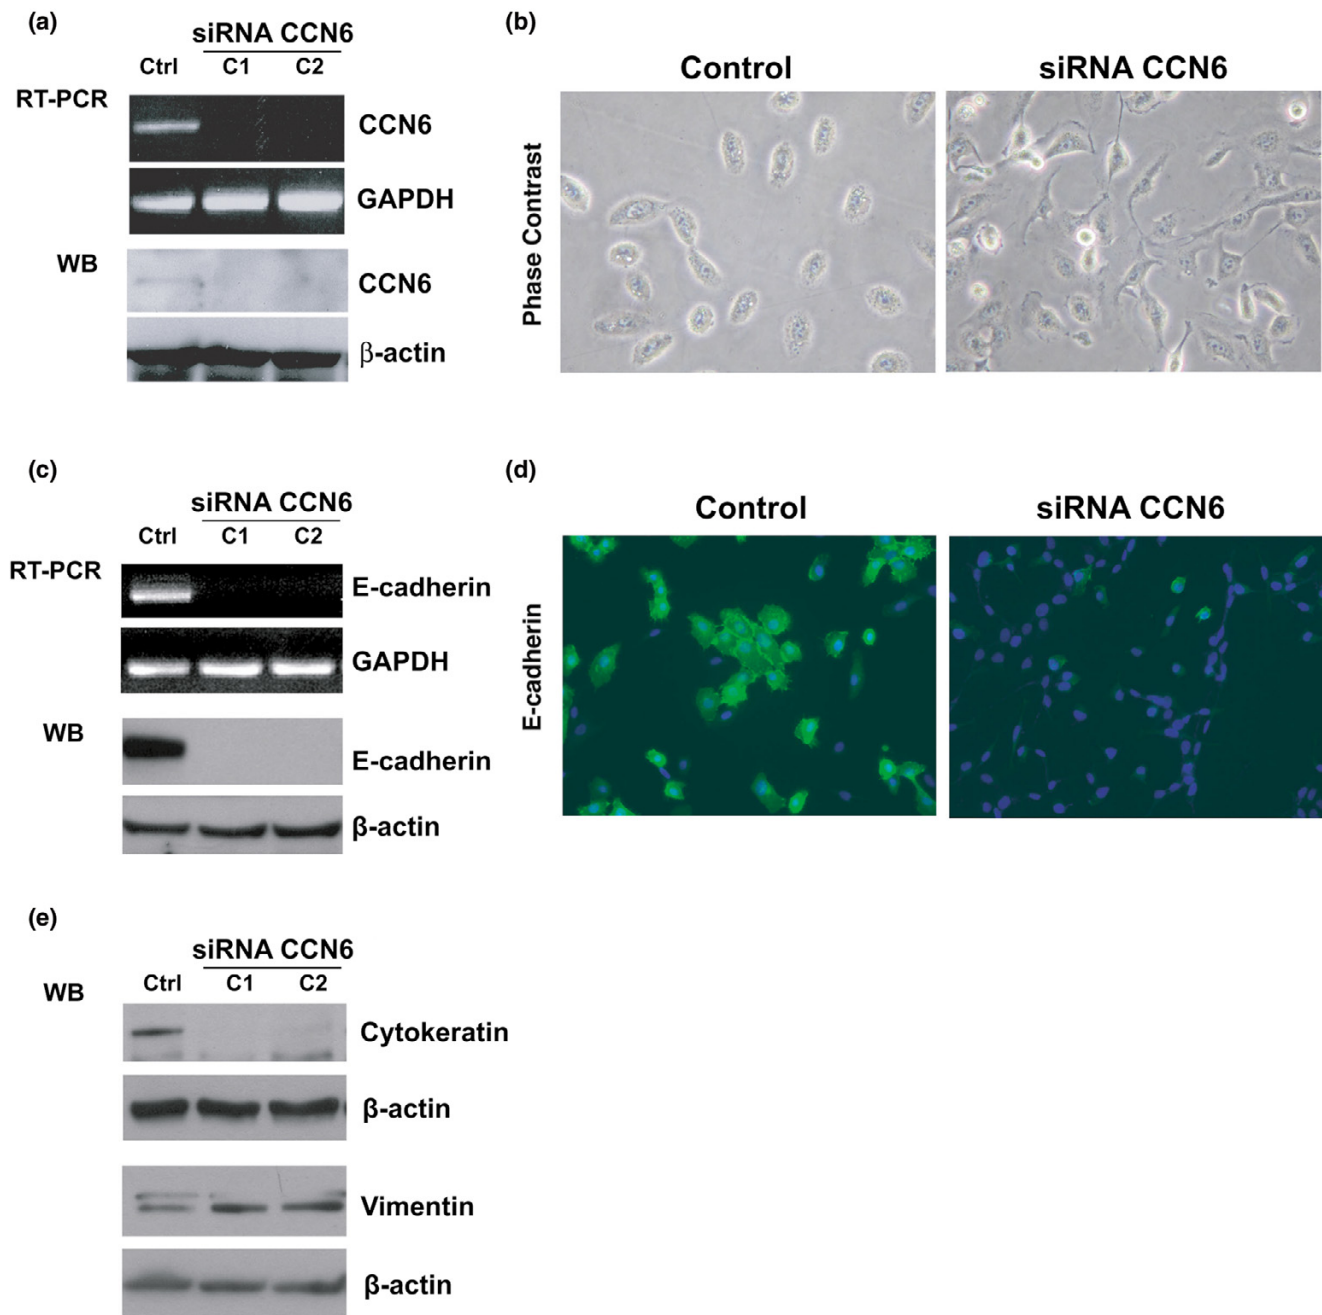 (a)
siRNA CCN6
Ctrl C1 C2
RT-PCR
CCN6
GAPDH
WB
CCN6
β-actin
(b)
Control siRNA CCN6
Phase Contrast
(c)
siRNA CCN6
Ctrl C1 C2
RT-PCR
E-cadherin
GAPDH
WB
E-cadherin
β-actin
(d)
Control siRNA CCN6
E-cadherin
(e)
siRNA CCN6
Ctrl C1 C2
WB
Cytokeratin
β-actin
Vimentin
β-actin